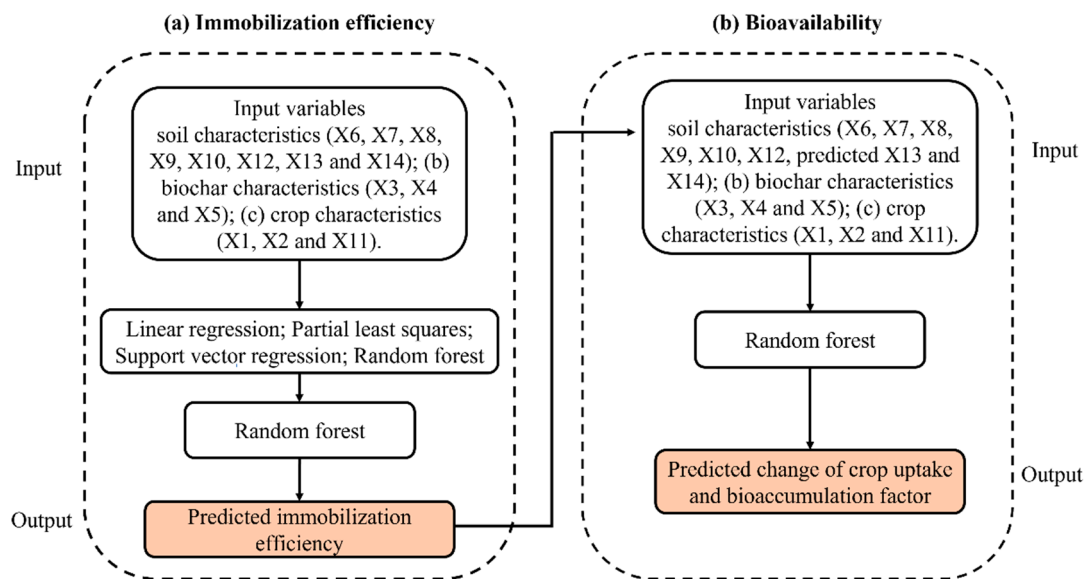 (a) Immobilization efficiency
Input
Input variables
soil characteristics (X6, X7, X8,
X9, X10, X12, X13 and X14); (b)
biochar characteristics (X3, X4
and X5); (c) crop characteristics
(X1, X2 and X11).
Linear regression; Partial least squares;
Support vector regression; Random forest
Random forest
Output
Predicted immobilization
efficiency
(b) Bioavailability
Input variables
soil characteristics (X6, X7, X8,
X9, X10, X12, predicted X13 and
X14); (b) biochar characteristics
(X3, X4 and X5); (c) crop
characteristics (X1, X2 and X11).
Input
Random forest
Predicted change of crop uptake
and bioaccumulation factor
Output